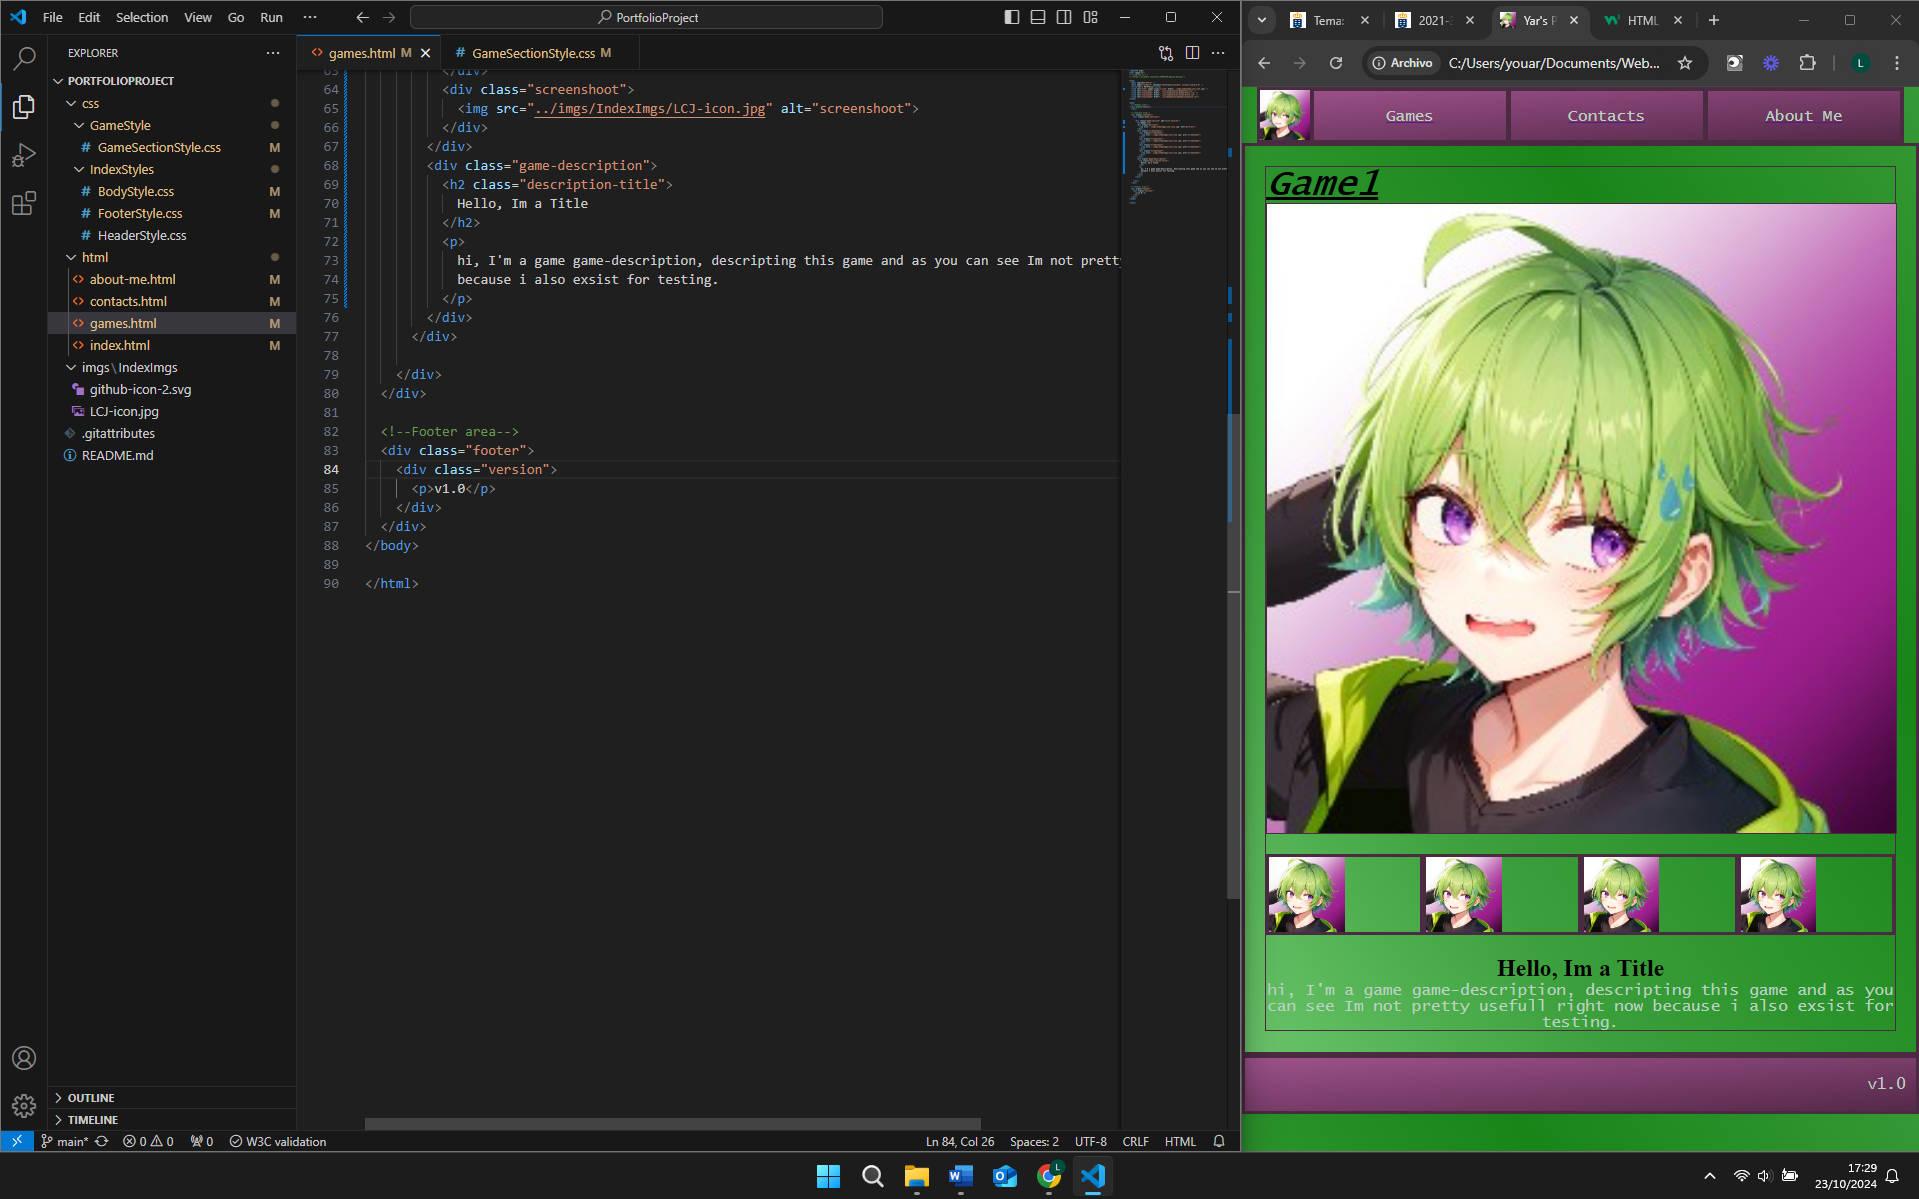 File Edit Selection View Go Run ···
PortfolioProject
EXPLORER
PORTFOLIOPROJECT
css
GameStyle
# GameSectionStyle.css M
IndexStyles
# BodyStyle.css M
# FooterStyle.css M
# HeaderStyle.css
html
<> about-me.html M
<> contacts.html M
<> games.html M
<> index.html M
imgs\IndexImgs
github-icon-2.svg
LCJ-icon.jpg
.gitattributes
README.md
OUTLINE
TIMELINE
<> games.html M
# GameSectionStyle.css M
63 </div>
64 <div class="screenshoot">
65 <img src="../imgs/IndexImgs/LCJ-icon.jpg" alt="screenshoot">
66 </div>
67 </div>
68 <div class="game-description">
69 <h2 class="description-title">
70 Hello, Im a Title
71 </h2>
72 <p>
73 hi, I'm a game game-description, descripting this game and as you can see Im not pretty
74 because i also exsist for testing.
75 </p>
76 </div>
77 </div>
78
79 </div>
80 </div>
81
82 <!--Footer area-->
83 <div class="footer">
84 <div class="version">
85 <p>v1.0</p>
86 </div>
87 </div>
88 </body>
89
90 </html>
main* 0 0 0 W3C validation
Ln 84, Col 26 Spaces: 2 UTF-8 CRLF HTML
Tema: 2021- Yar's P HTML
Archivo C:/Users/youar/Documents/Web... L
Games Contacts About Me
Game1
Hello, Im a Title
hi, I'm a game game-description, descripting this game and as you
can see Im not pretty usefull right now because i also exsist for
testing.
v1.0
17:29
23/10/2024